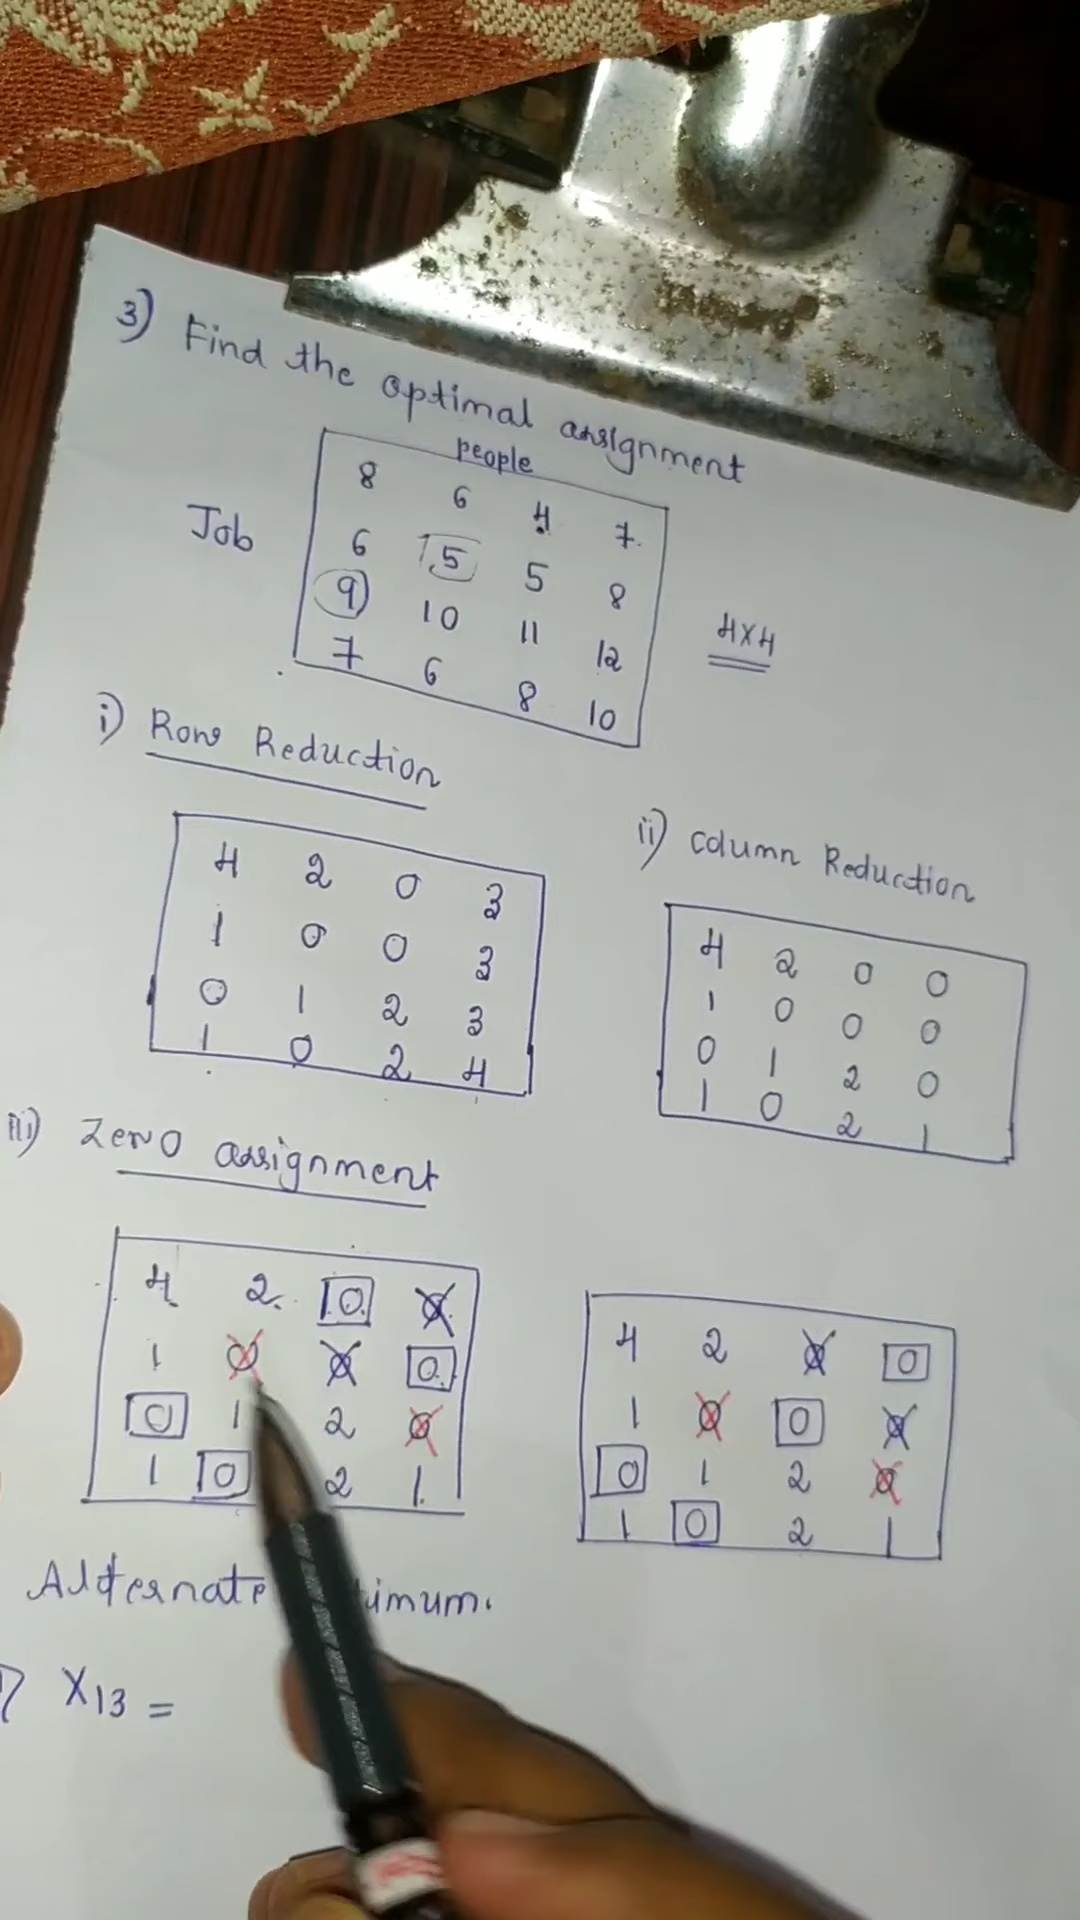 3) Find the optimal assignment
people
Job
8 6 4 7
6 5 5 8
9 10 11 12
7 6 8 10
4x4
i) Row Reduction
4 2 0 3
1 0 0 3
0 1 2 3
1 0 2 4
ii) Column Reduction
4 2 0 0
1 0 0 0
0 1 2 0
1 0 2 1
iii) Zero assignment
4 2 0 0
1 0 0 0
0 1 2 0
1 0 2 1
4 2 0 0
1 0 0 0
0 1 2 0
1 0 2 1
Alternate imum.
X13 =